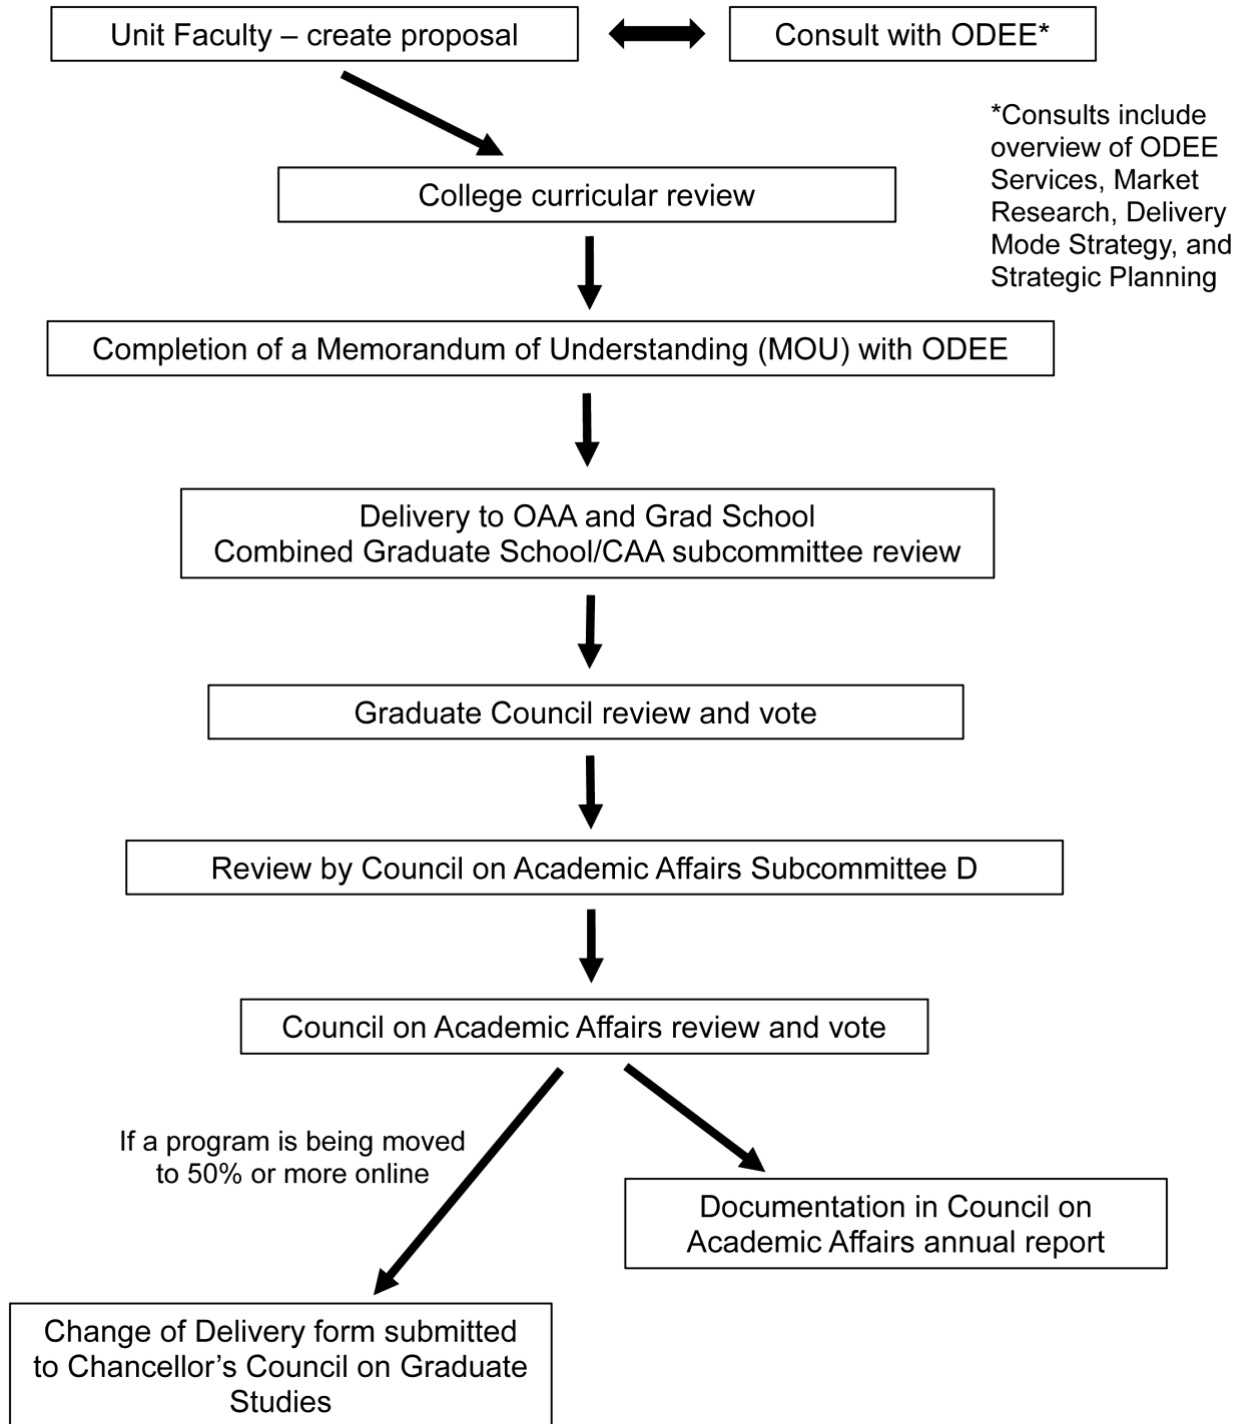 Unit Faculty – create proposal
Consult with ODEE*
*Consults include
overview of ODEE
Services, Market
Research, Delivery
Mode Strategy, and
Strategic Planning
College curricular review
Completion of a Memorandum of Understanding (MOU) with ODEE
Delivery to OAA and Grad School
Combined Graduate School/CAA subcommittee review
Graduate Council review and vote
Review by Council on Academic Affairs Subcommittee D
Council on Academic Affairs review and vote
If a program is being moved
to 50% or more online
Documentation in Council on
Academic Affairs annual report
Change of Delivery form submitted
to Chancellor’s Council on Graduate
Studies